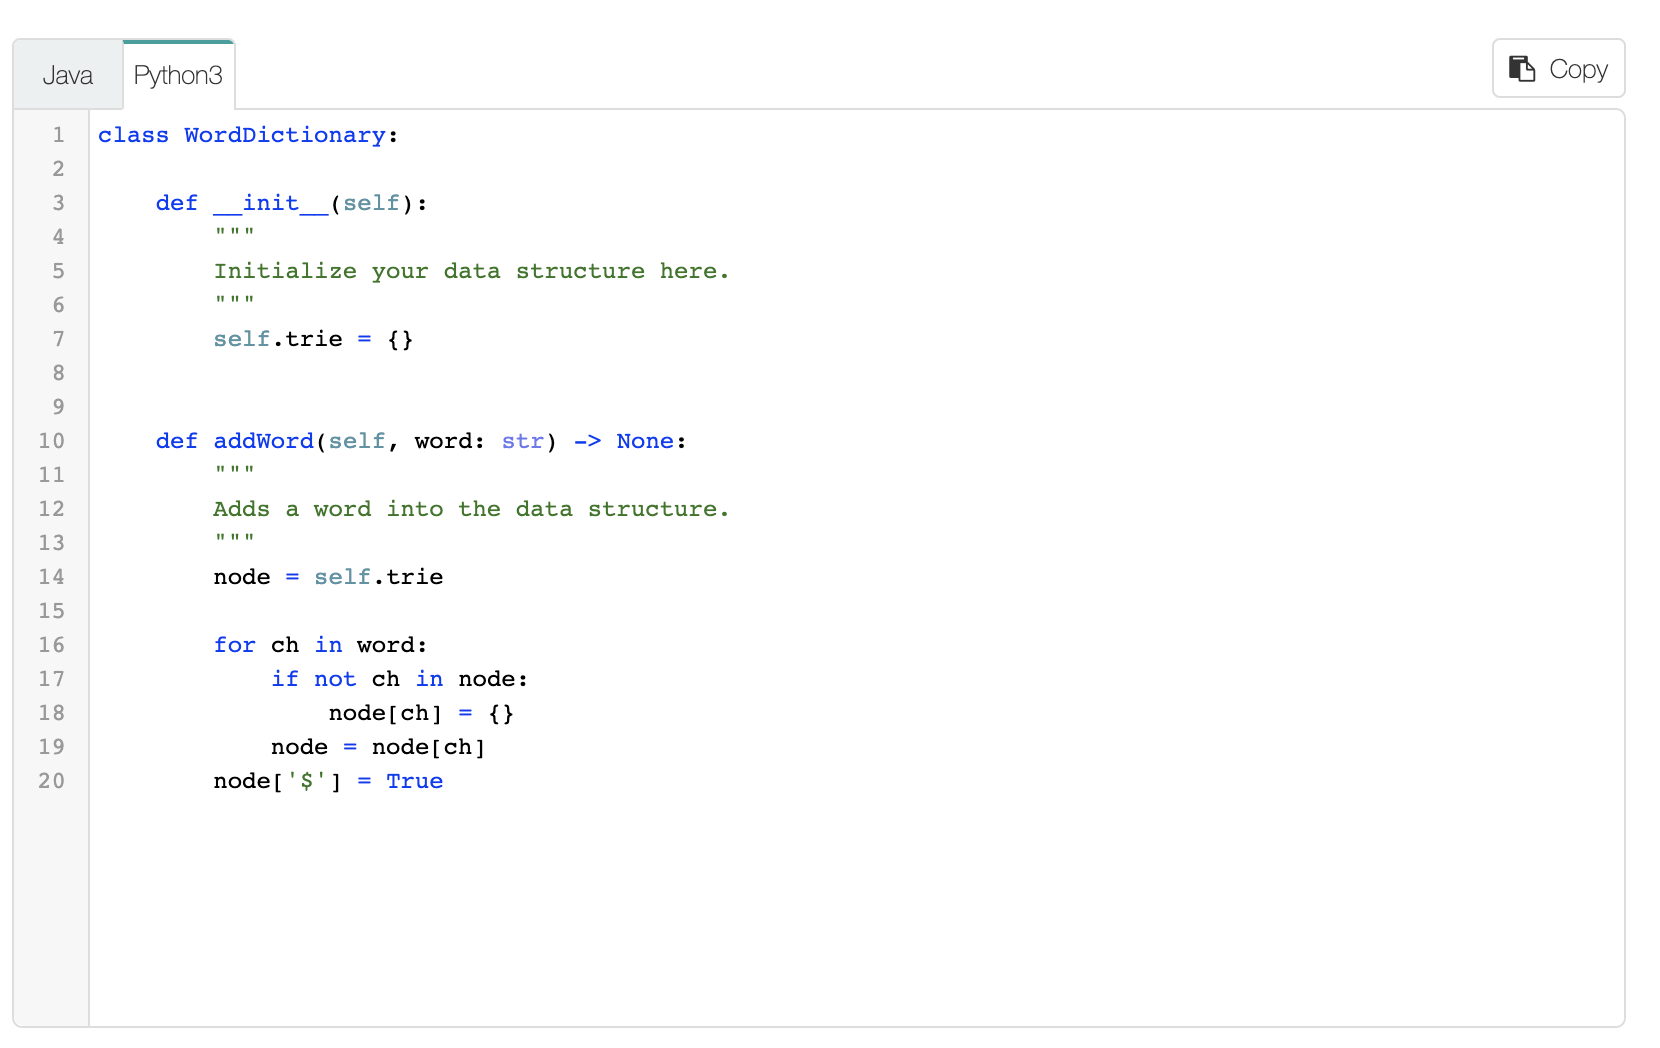 Java Python3 Copy
1 class WordDictionary:
2
3     def __init__(self):
4         """
5         Initialize your data structure here.
6         """
7         self.trie = {}
8
9
10     def addWord(self, word: str) -> None:
11         """
12         Adds a word into the data structure.
13         """
14         node = self.trie
15
16         for ch in word:
17             if not ch in node:
18                 node[ch] = {}
19             node = node[ch]
20         node['$'] = True